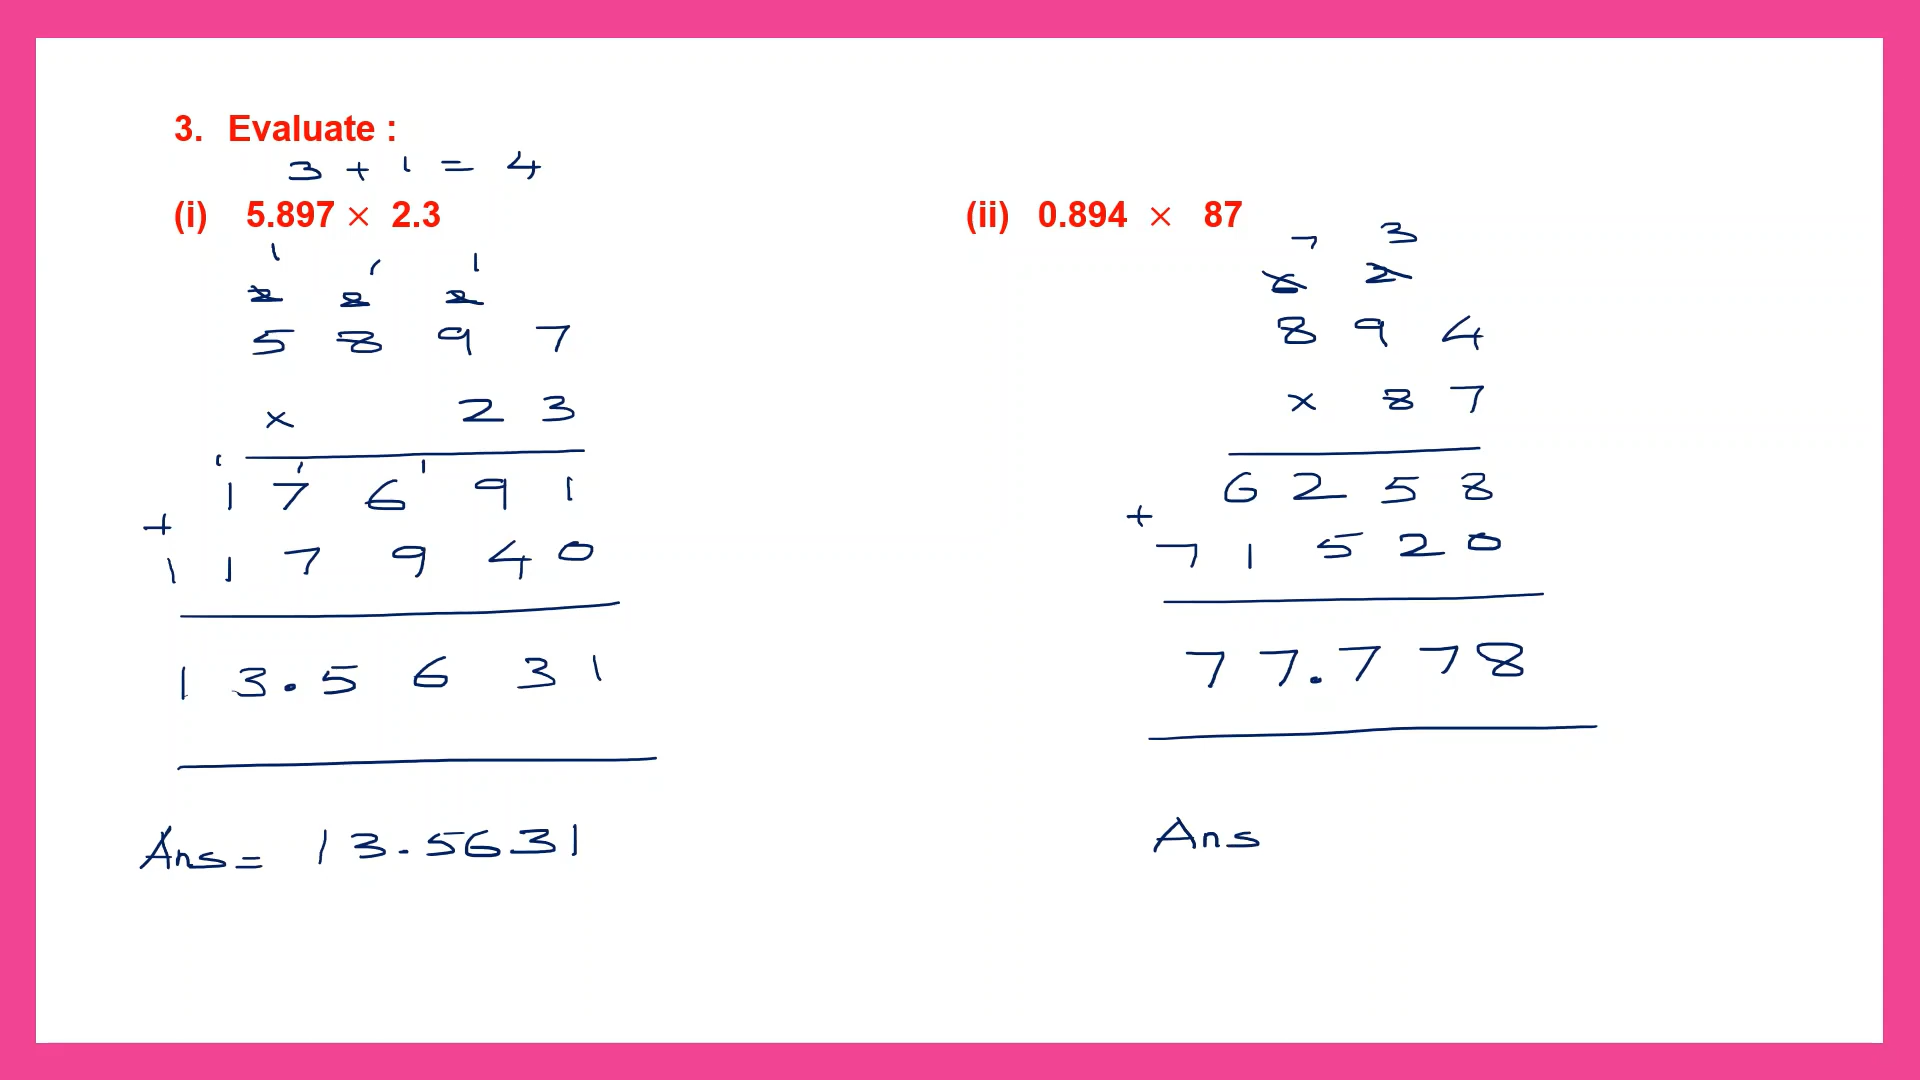 3. Evaluate :
3 + 1 = 4
(i) 5.897 × 2.3
1 1 1
2 2 2
5 8 9 7
× 2 3
1 1 1
1 7 6 9 1
+
1 1 7 9 4 0
1 3 . 5 6 3 1
Ans = 13.5631
(ii) 0.894 × 87
7 3
6 2
8 9 4
× 8 7
6 2 5 8
+
7 1 5 2 0
7 7 . 7 7 8
Ans